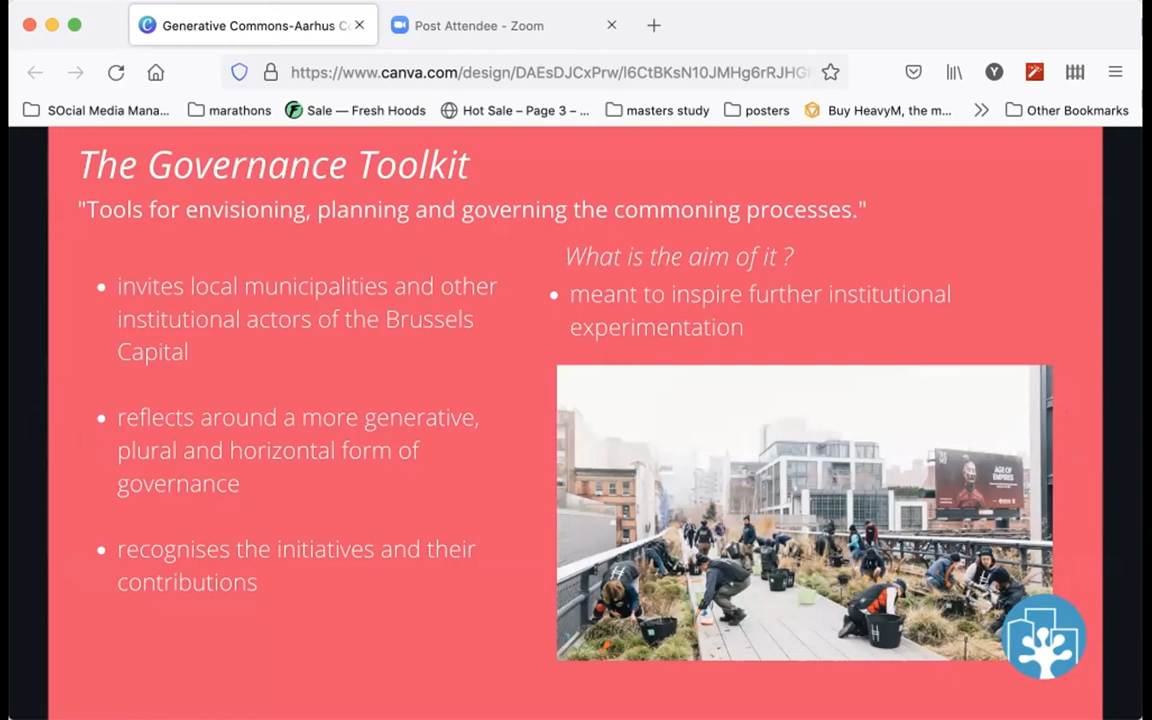 Generative Commons-Aarhus Co
Post Attendee - Zoom
https://www.canva.com/design/DAEsDJCxPrw/l6CtBKsN10JMHg6rRJHG
SOcial Media Mana...
marathons
Sale — Fresh Hoods
Hot Sale – Page 3 – ...
masters study
posters
Buy HeavyM, the m...
Other Bookmarks
The Governance Toolkit
"Tools for envisioning, planning and governing the commoning processes."
invites local municipalities and other
institutional actors of the Brussels
Capital
reflects around a more generative,
plural and horizontal form of
governance
recognises the initiatives and their
contributions
What is the aim of it ?
meant to inspire further institutional
experimentation
AGE OF
EMPIRES